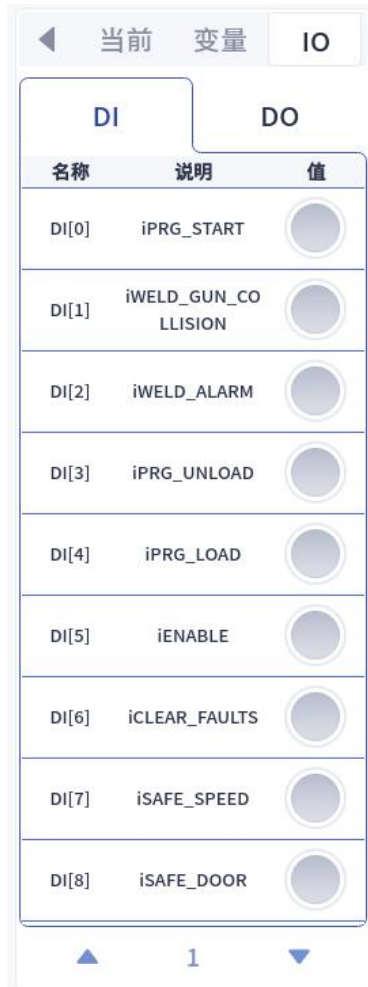 当前 变量 IO
DI DO
名称 说明 值
DI[0] iPRG_START
DI[1] iWELD_GUN_CO
LLISION
DI[2] iWELD_ALARM
DI[3] iPRG_UNLOAD
DI[4] iPRG_LOAD
DI[5] iENABLE
DI[6] iCLEAR_FAULTS
DI[7] iSAFE_SPEED
DI[8] iSAFE_DOOR
1